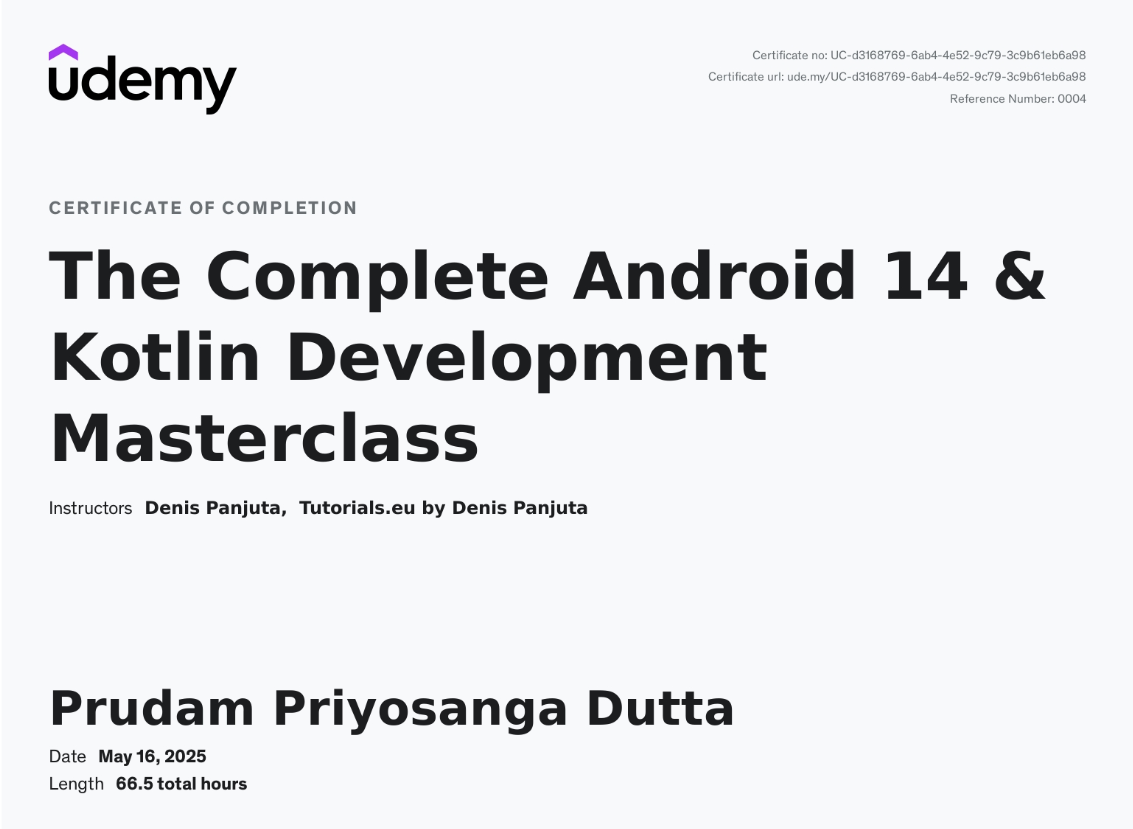 udemy
Certificate no: UC-d3168769-6ab4-4e52-9c79-3c9b61eb6a98
Certificate url: ude.my/UC-d3168769-6ab4-4e52-9c79-3c9b61eb6a98
Reference Number: 0004
CERTIFICATE OF COMPLETION
The Complete Android 14 &
Kotlin Development
Masterclass
Instructors Denis Panjuta, Tutorials.eu by Denis Panjuta
Prudam Priyosanga Dutta
Date May 16, 2025
Length 66.5 total hours